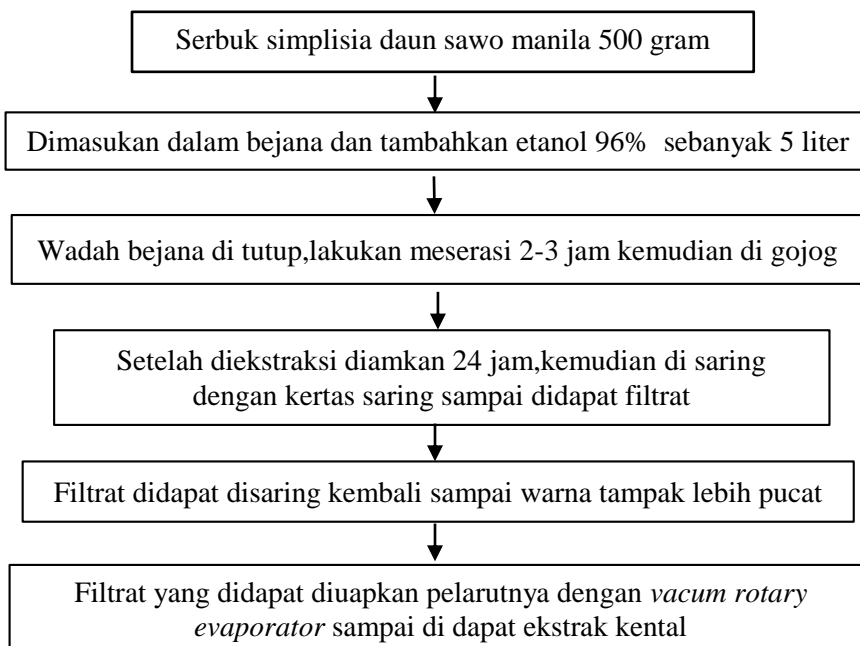 Serbuk simplisia daun sawo manila 500 gram
Dimasukan dalam bejana dan tambahkan etanol 96% sebanyak 5 liter
Wadah bejana di tutup,lakukan meserasi 2-3 jam kemudian di gojog
Setelah diekstraksi diamkan 24 jam,kemudian di saring
dengan kertas saring sampai didapat filtrat
Filtrat didapat disaring kembali sampai warna tampak lebih pucat
Filtrat yang didapat diuapkan pelarutnya dengan vacum rotary
evaporator sampai di dapat ekstrak kental